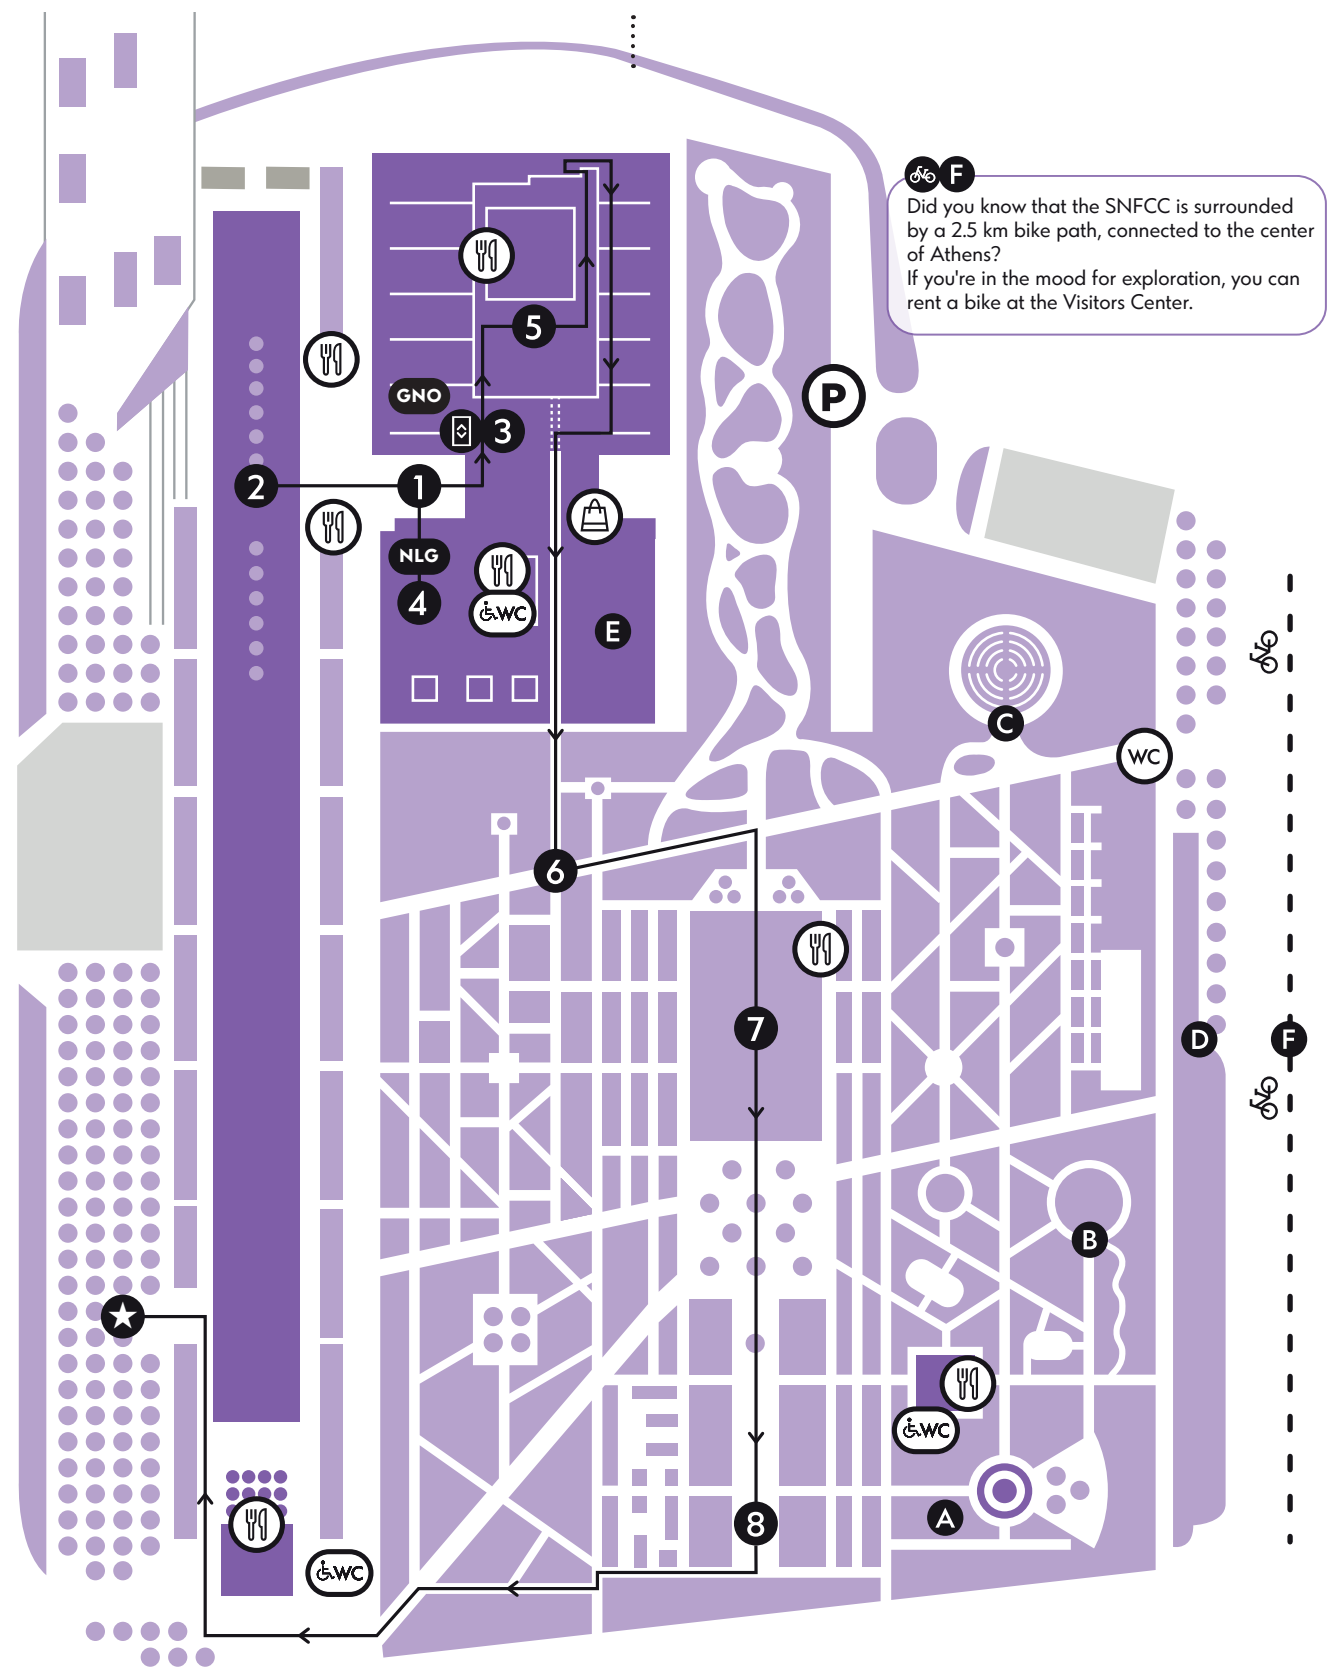 F
Did you know that the SNFCC is surrounded
by a 2.5 km bike path, connected to the center
of Athens?
If you're in the mood for exploration, you can
rent a bike at the Visitors Center.
5
GNO
P
3
2
1
NLG
4
WC
E
C
WC
6
7
D
F
B
WC
A
8
WC